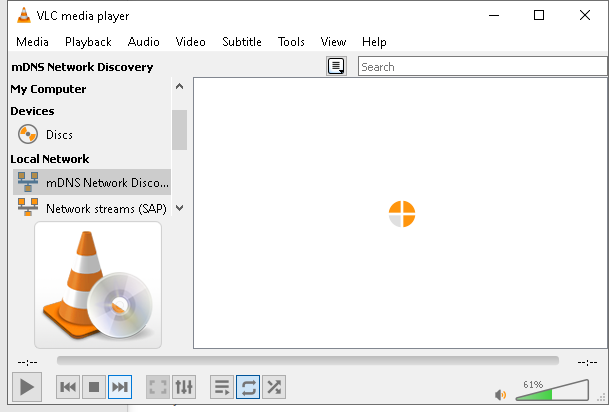 VLC media player
Media Playback Audio Video Subtitle Tools View Help
mDNS Network Discovery
Search
My Computer
Devices
Discs
Local Network
mDNS Network Disco...
Network streams (SAP)
--:--
--:--
61%